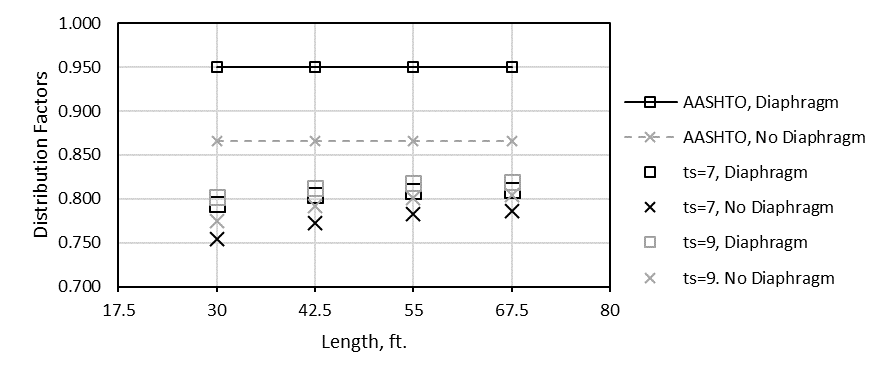 1.000
0.950
0.900
0.850
0.800
0.750
0.700
Distribution Factors
17.5 30 42.5 55 67.5 80
Length, ft.
AASHTO, Diaphragm
AASHTO, No Diaphragm
ts=7, Diaphragm
ts=7, No Diaphragm
ts=9, Diaphragm
ts=9. No Diaphragm